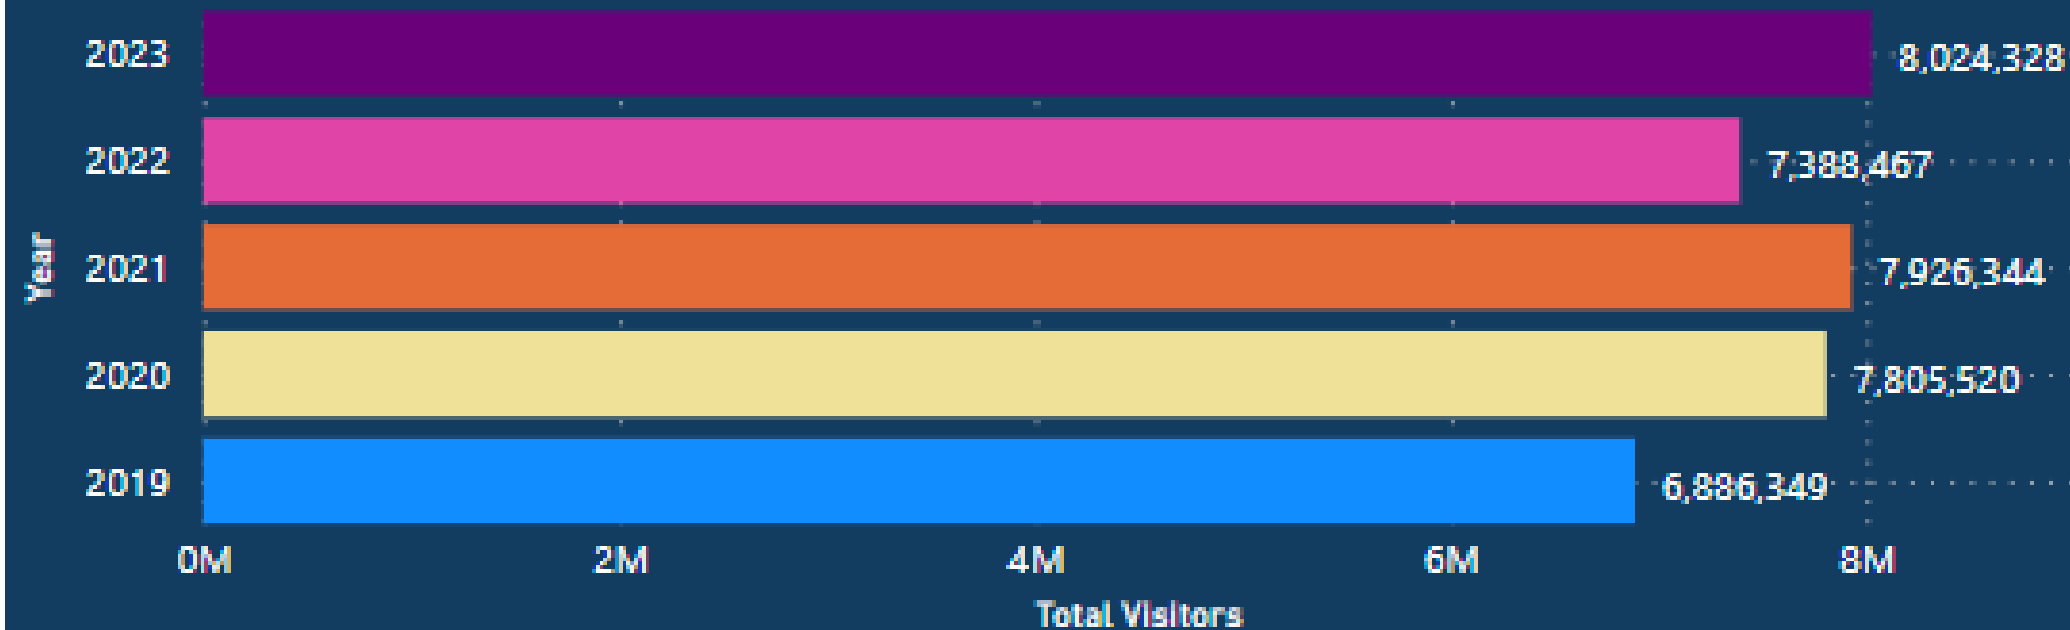 2023 8,024,328
2022 7,388,467
Year
2021 7,926,344
2020 7,805,520
2019 6,886,349
0M 2M 4M 6M 8M
Total Visitors